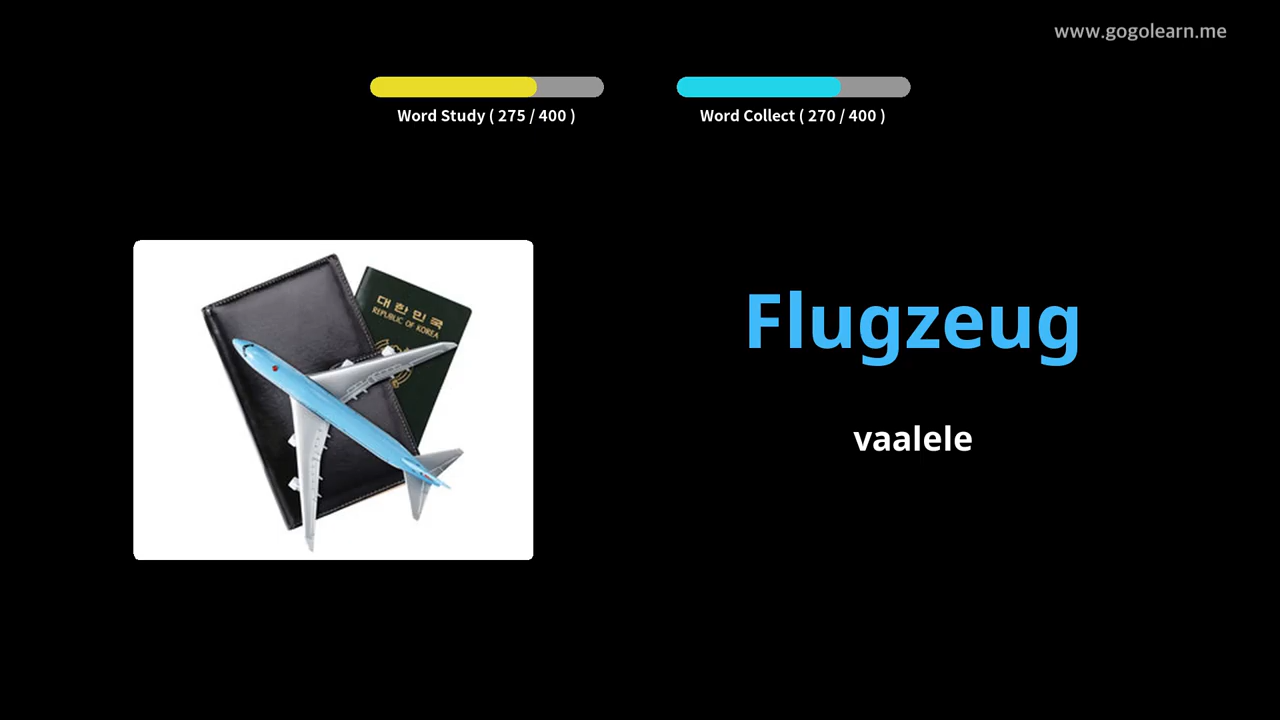 www.gogolearn.me
Word Study ( 275 / 400 )
Word Collect ( 270 / 400 )
대한민국
REPUBLIC OF KOREA
Flugzeug
vaalele